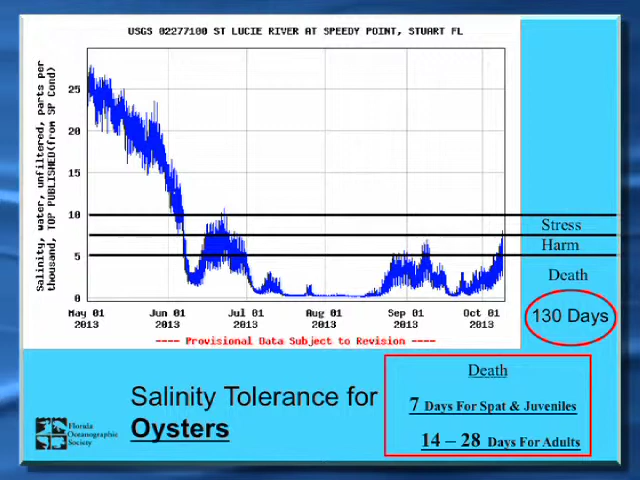 USGS 02277100 ST LUCIE RIVER AT SPEEDY POINT, STUART FL
Salinity, water, unfiltered, parts per
thousand, TOP PUBLISHED(from SP Cond)
25
20
15
10
5
0
May 01 2013
Jun 01 2013
Jul 01 2013
Aug 01 2013
Sep 01 2013
Oct 01 2013
---- Provisional Data Subject to Revision ----
Stress
Harm
Death
130 Days
Salinity Tolerance for
Oysters
Death
7 Days For Spat & Juveniles
14 – 28 Days For Adults
Florida
Oceanographic
Society